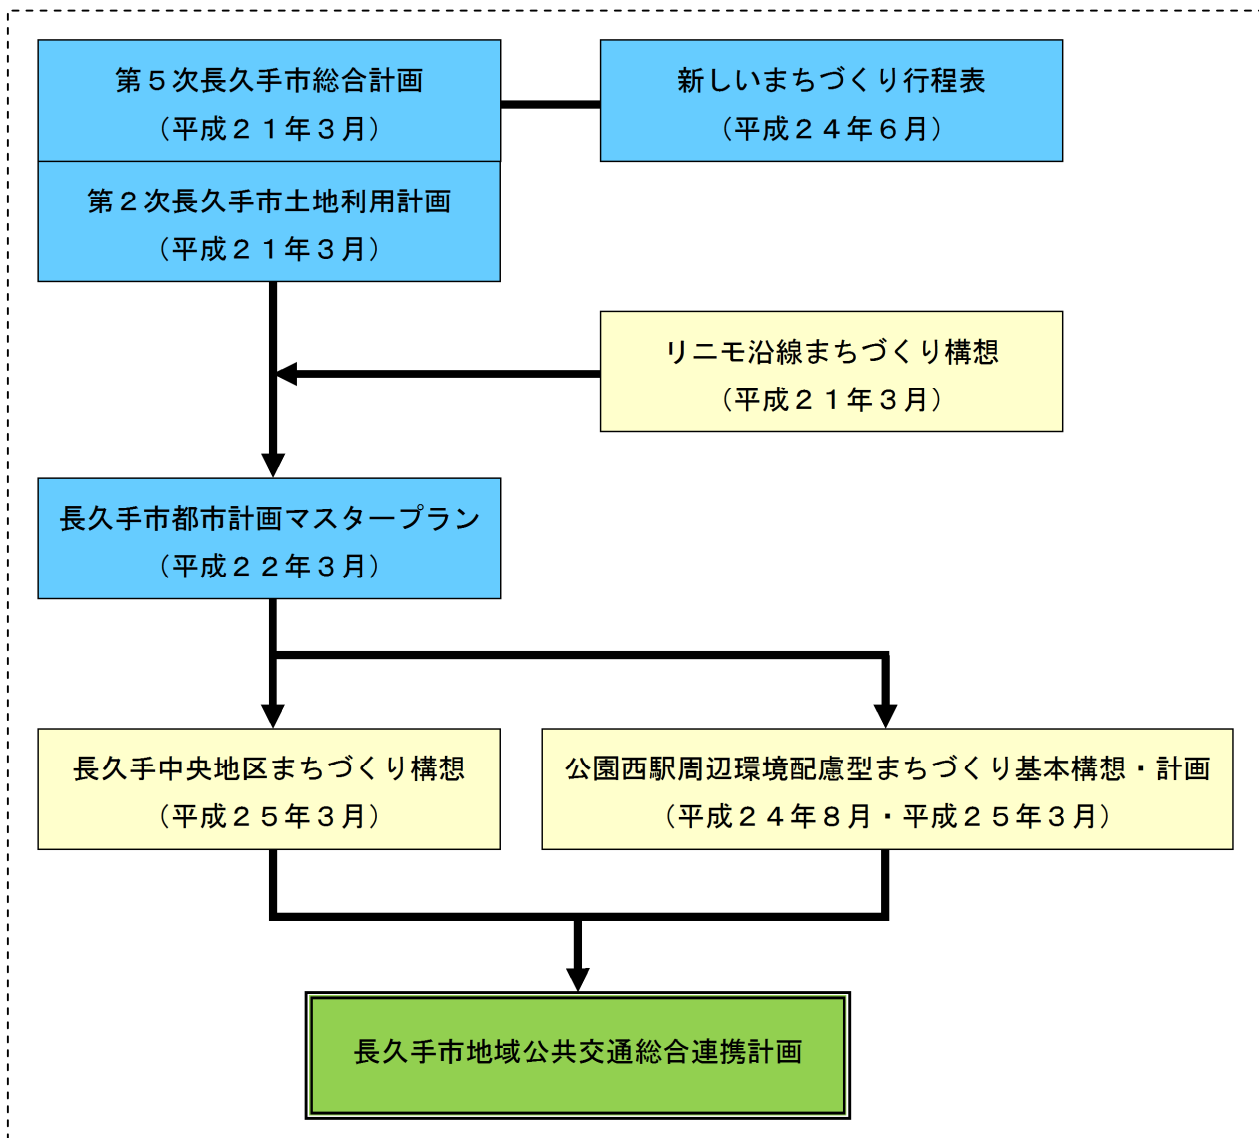 第５次長久手市総合計画
（平成２１年３月）
新しいまちづくり行程表
（平成２４年６月）
第２次長久手市土地利用計画
（平成２１年３月）
リニモ沿線まちづくり構想
（平成２１年３月）
長久手市都市計画マスタープラン
（平成２２年３月）
長久手中央地区まちづくり構想
（平成２５年３月）
公園西駅周辺環境配慮型まちづくり基本構想・計画
（平成２４年８月・平成２５年３月）
長久手市地域公共交通総合連携計画